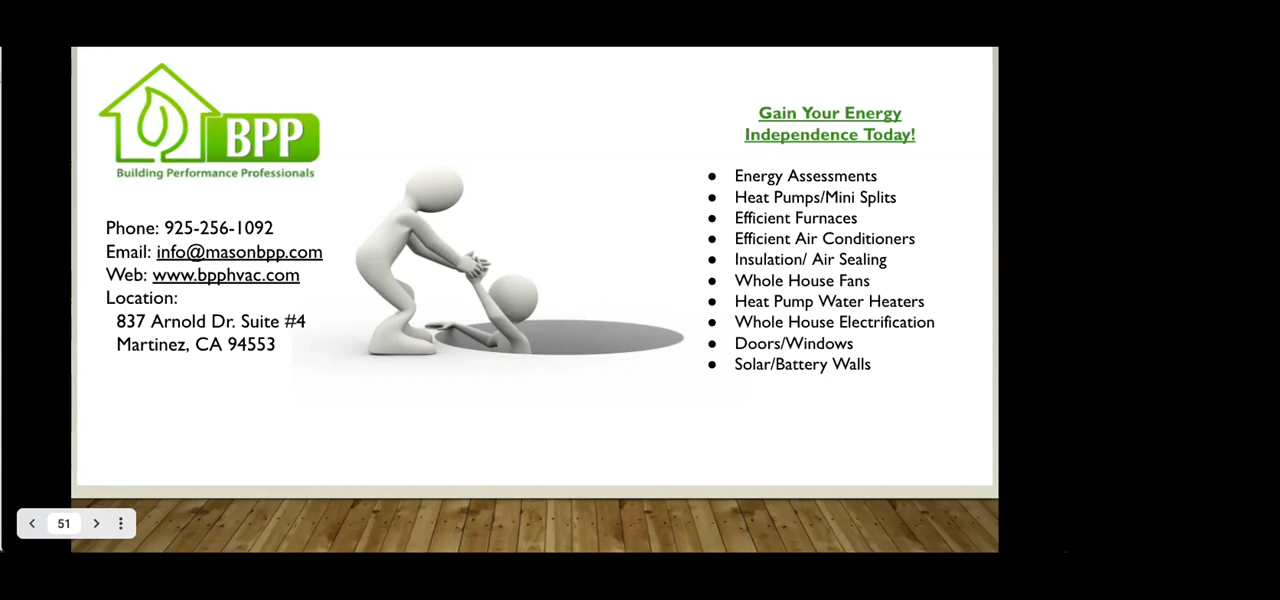 BPP
Building Performance Professionals
Phone: 925-256-1092
Email: info@masonbpp.com
Web: www.bpphvac.com
Location:
837 Arnold Dr. Suite #4
Martinez, CA 94553
Gain Your Energy
Independence Today!
● Energy Assessments
● Heat Pumps/Mini Splits
● Efficient Furnaces
● Efficient Air Conditioners
● Insulation/ Air Sealing
● Whole House Fans
● Heat Pump Water Heaters
● Whole House Electrification
● Doors/Windows
● Solar/Battery Walls
51